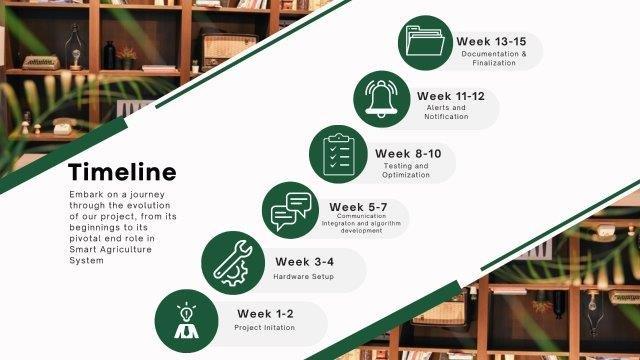 Timeline
Embark on a journey
through the evolution
of our project, from its
beginnings to its
pivotal end role in
Smart Agriculture
System
Week 13-15
Documentation &
Finalization
Week 11-12
Alerts and
Notification
Week 8-10
Testing and
Optimization
Week 5-7
Communication
Integraton and algorithm
development
Week 3-4
Hardware Setup
Week 1-2
Project Initation